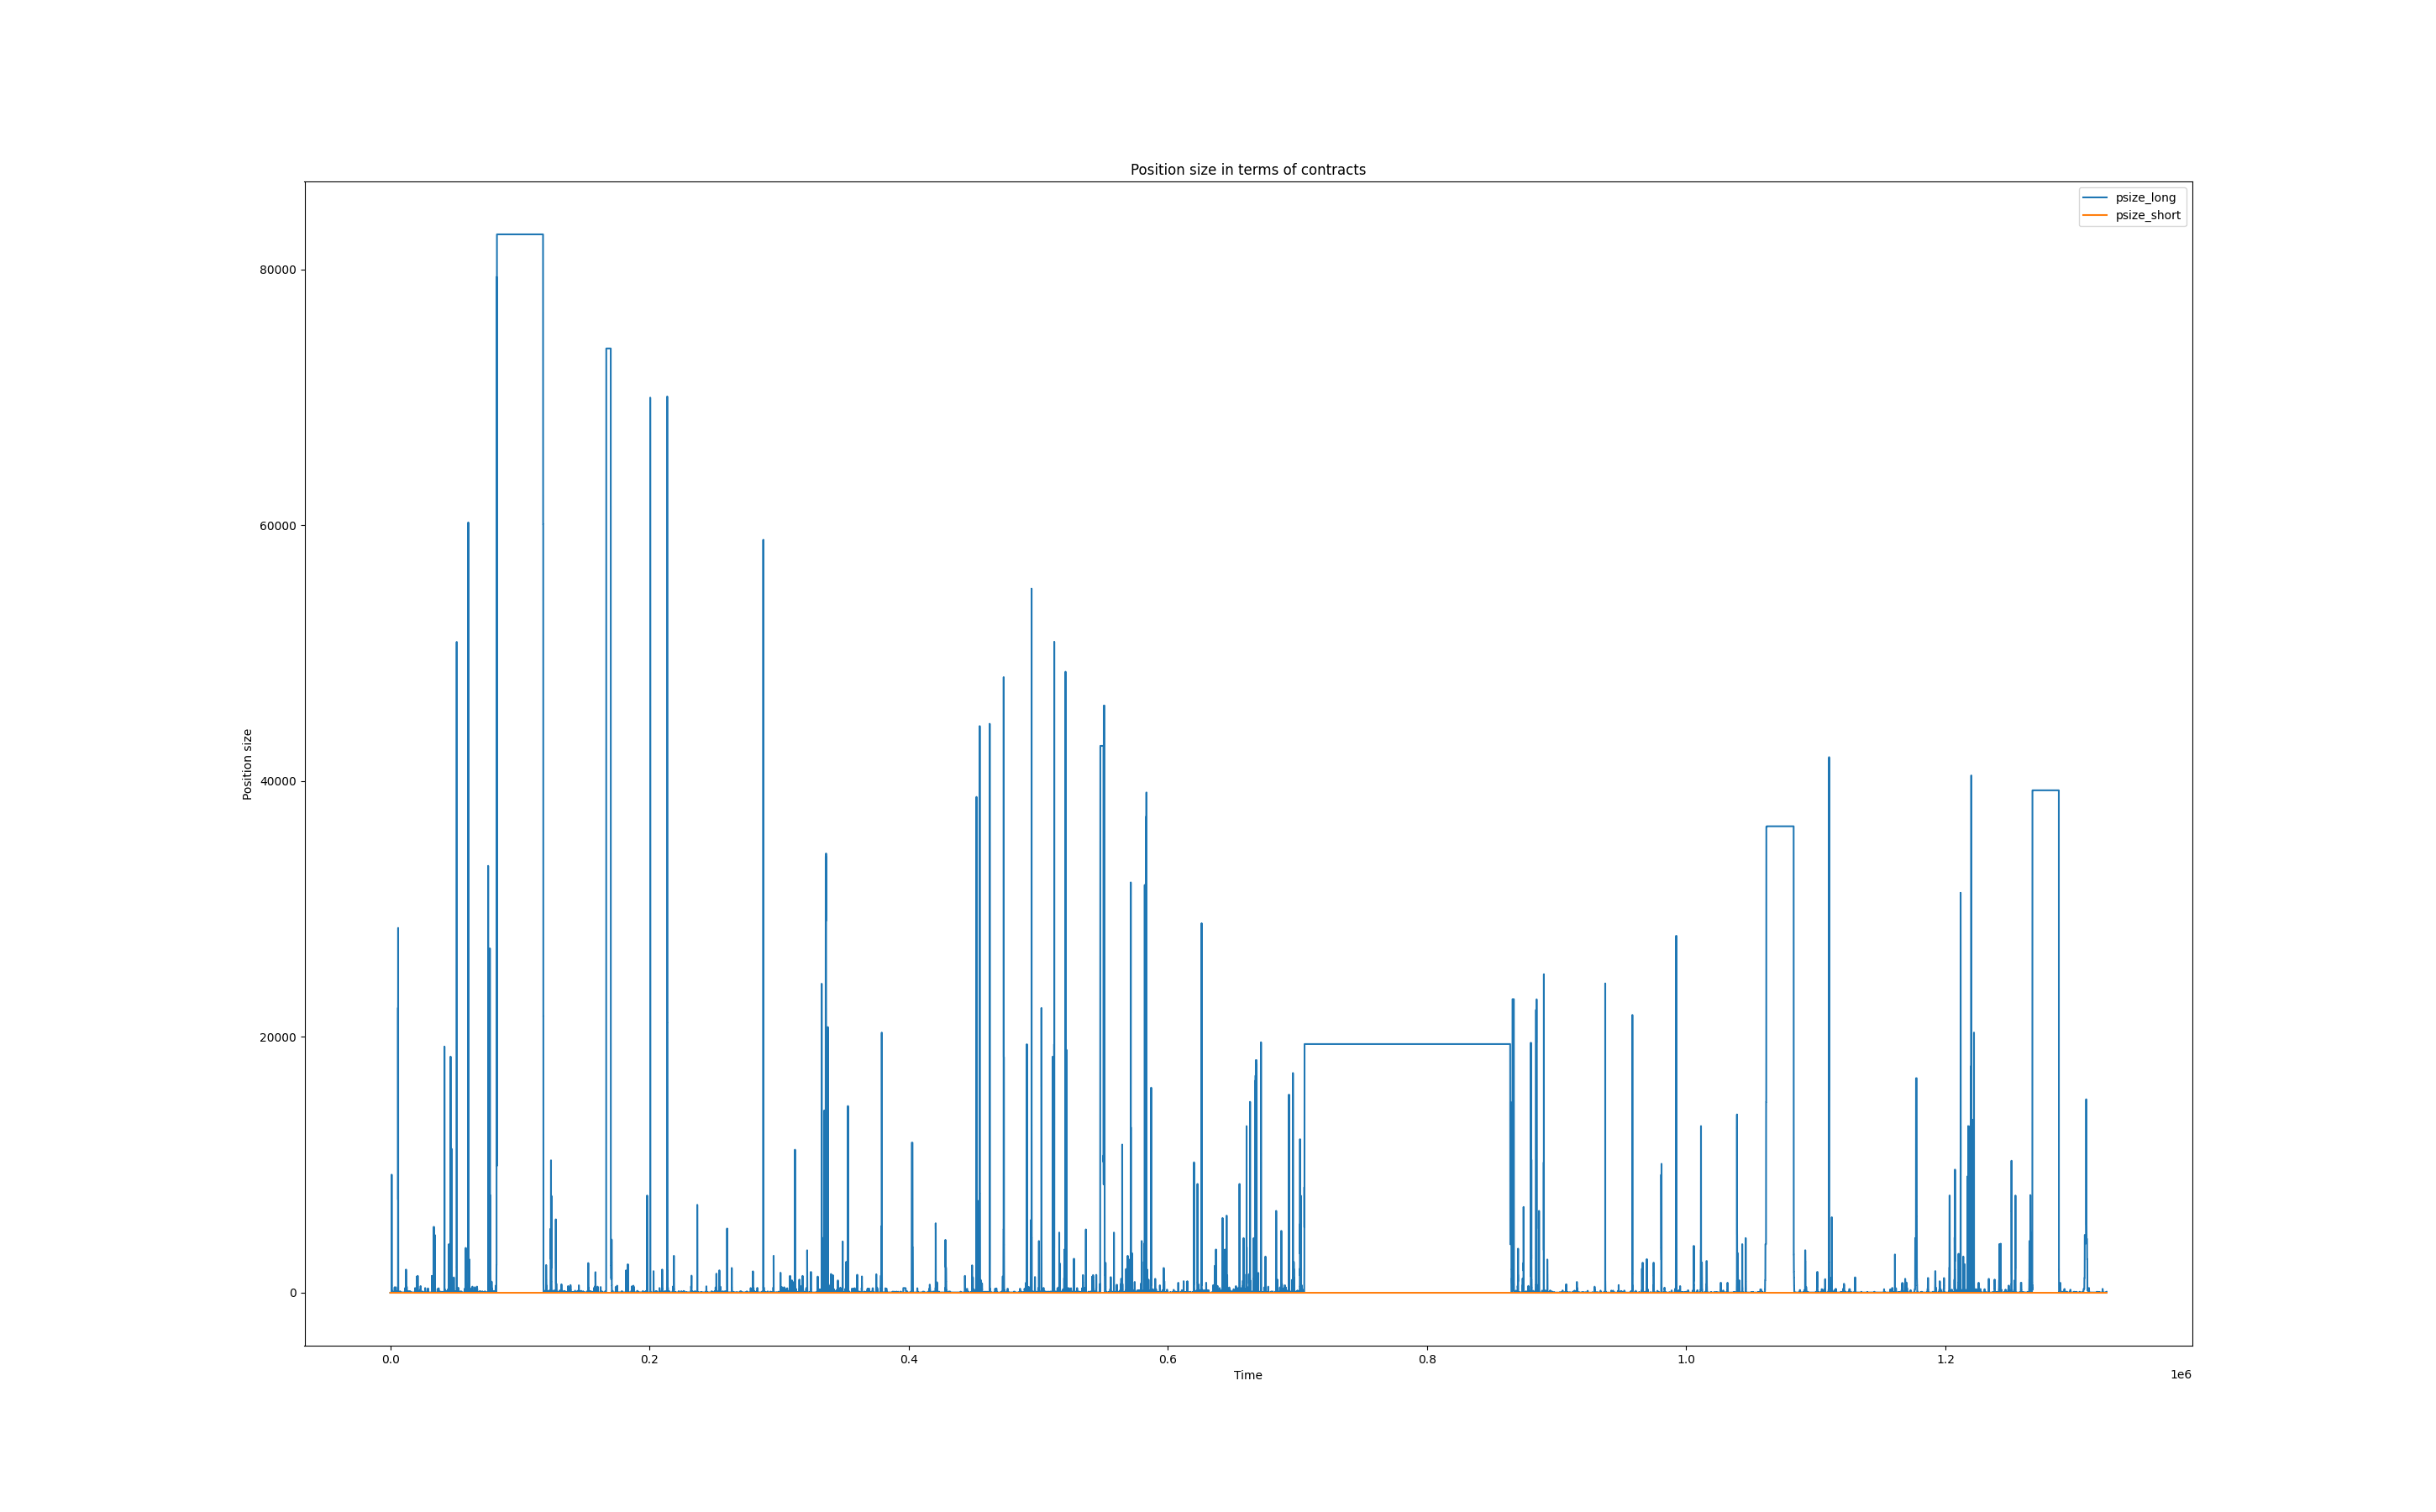 Position size in terms of contracts
psize_long
psize_short
80000
60000
40000
20000
0
Position size
0.0 0.2 0.4 0.6 0.8 1.0 1.2
Time
1e6